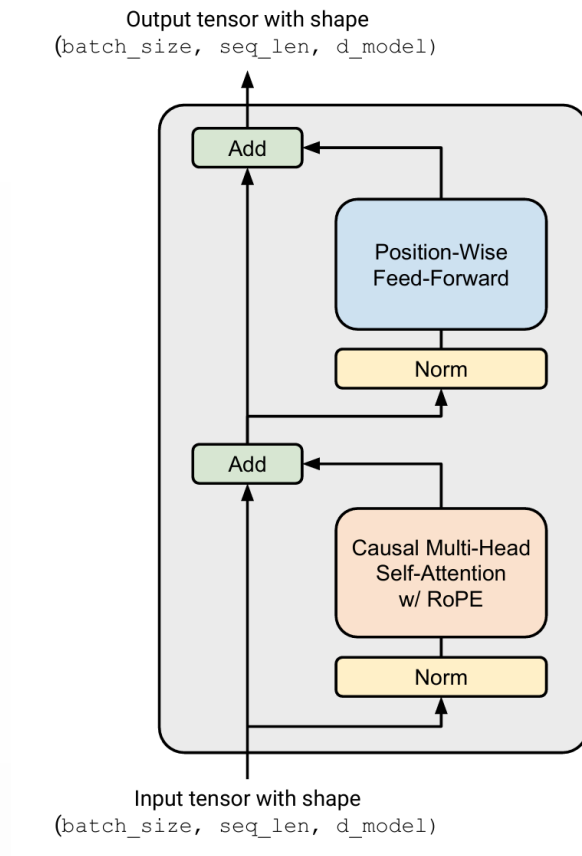 Output tensor with shape
(batch_size, seq_len, d_model)
Add
Position-Wise
Feed-Forward
Norm
Add
Causal Multi-Head
Self-Attention
w/ RoPE
Norm
Input tensor with shape
(batch_size, seq_len, d_model)